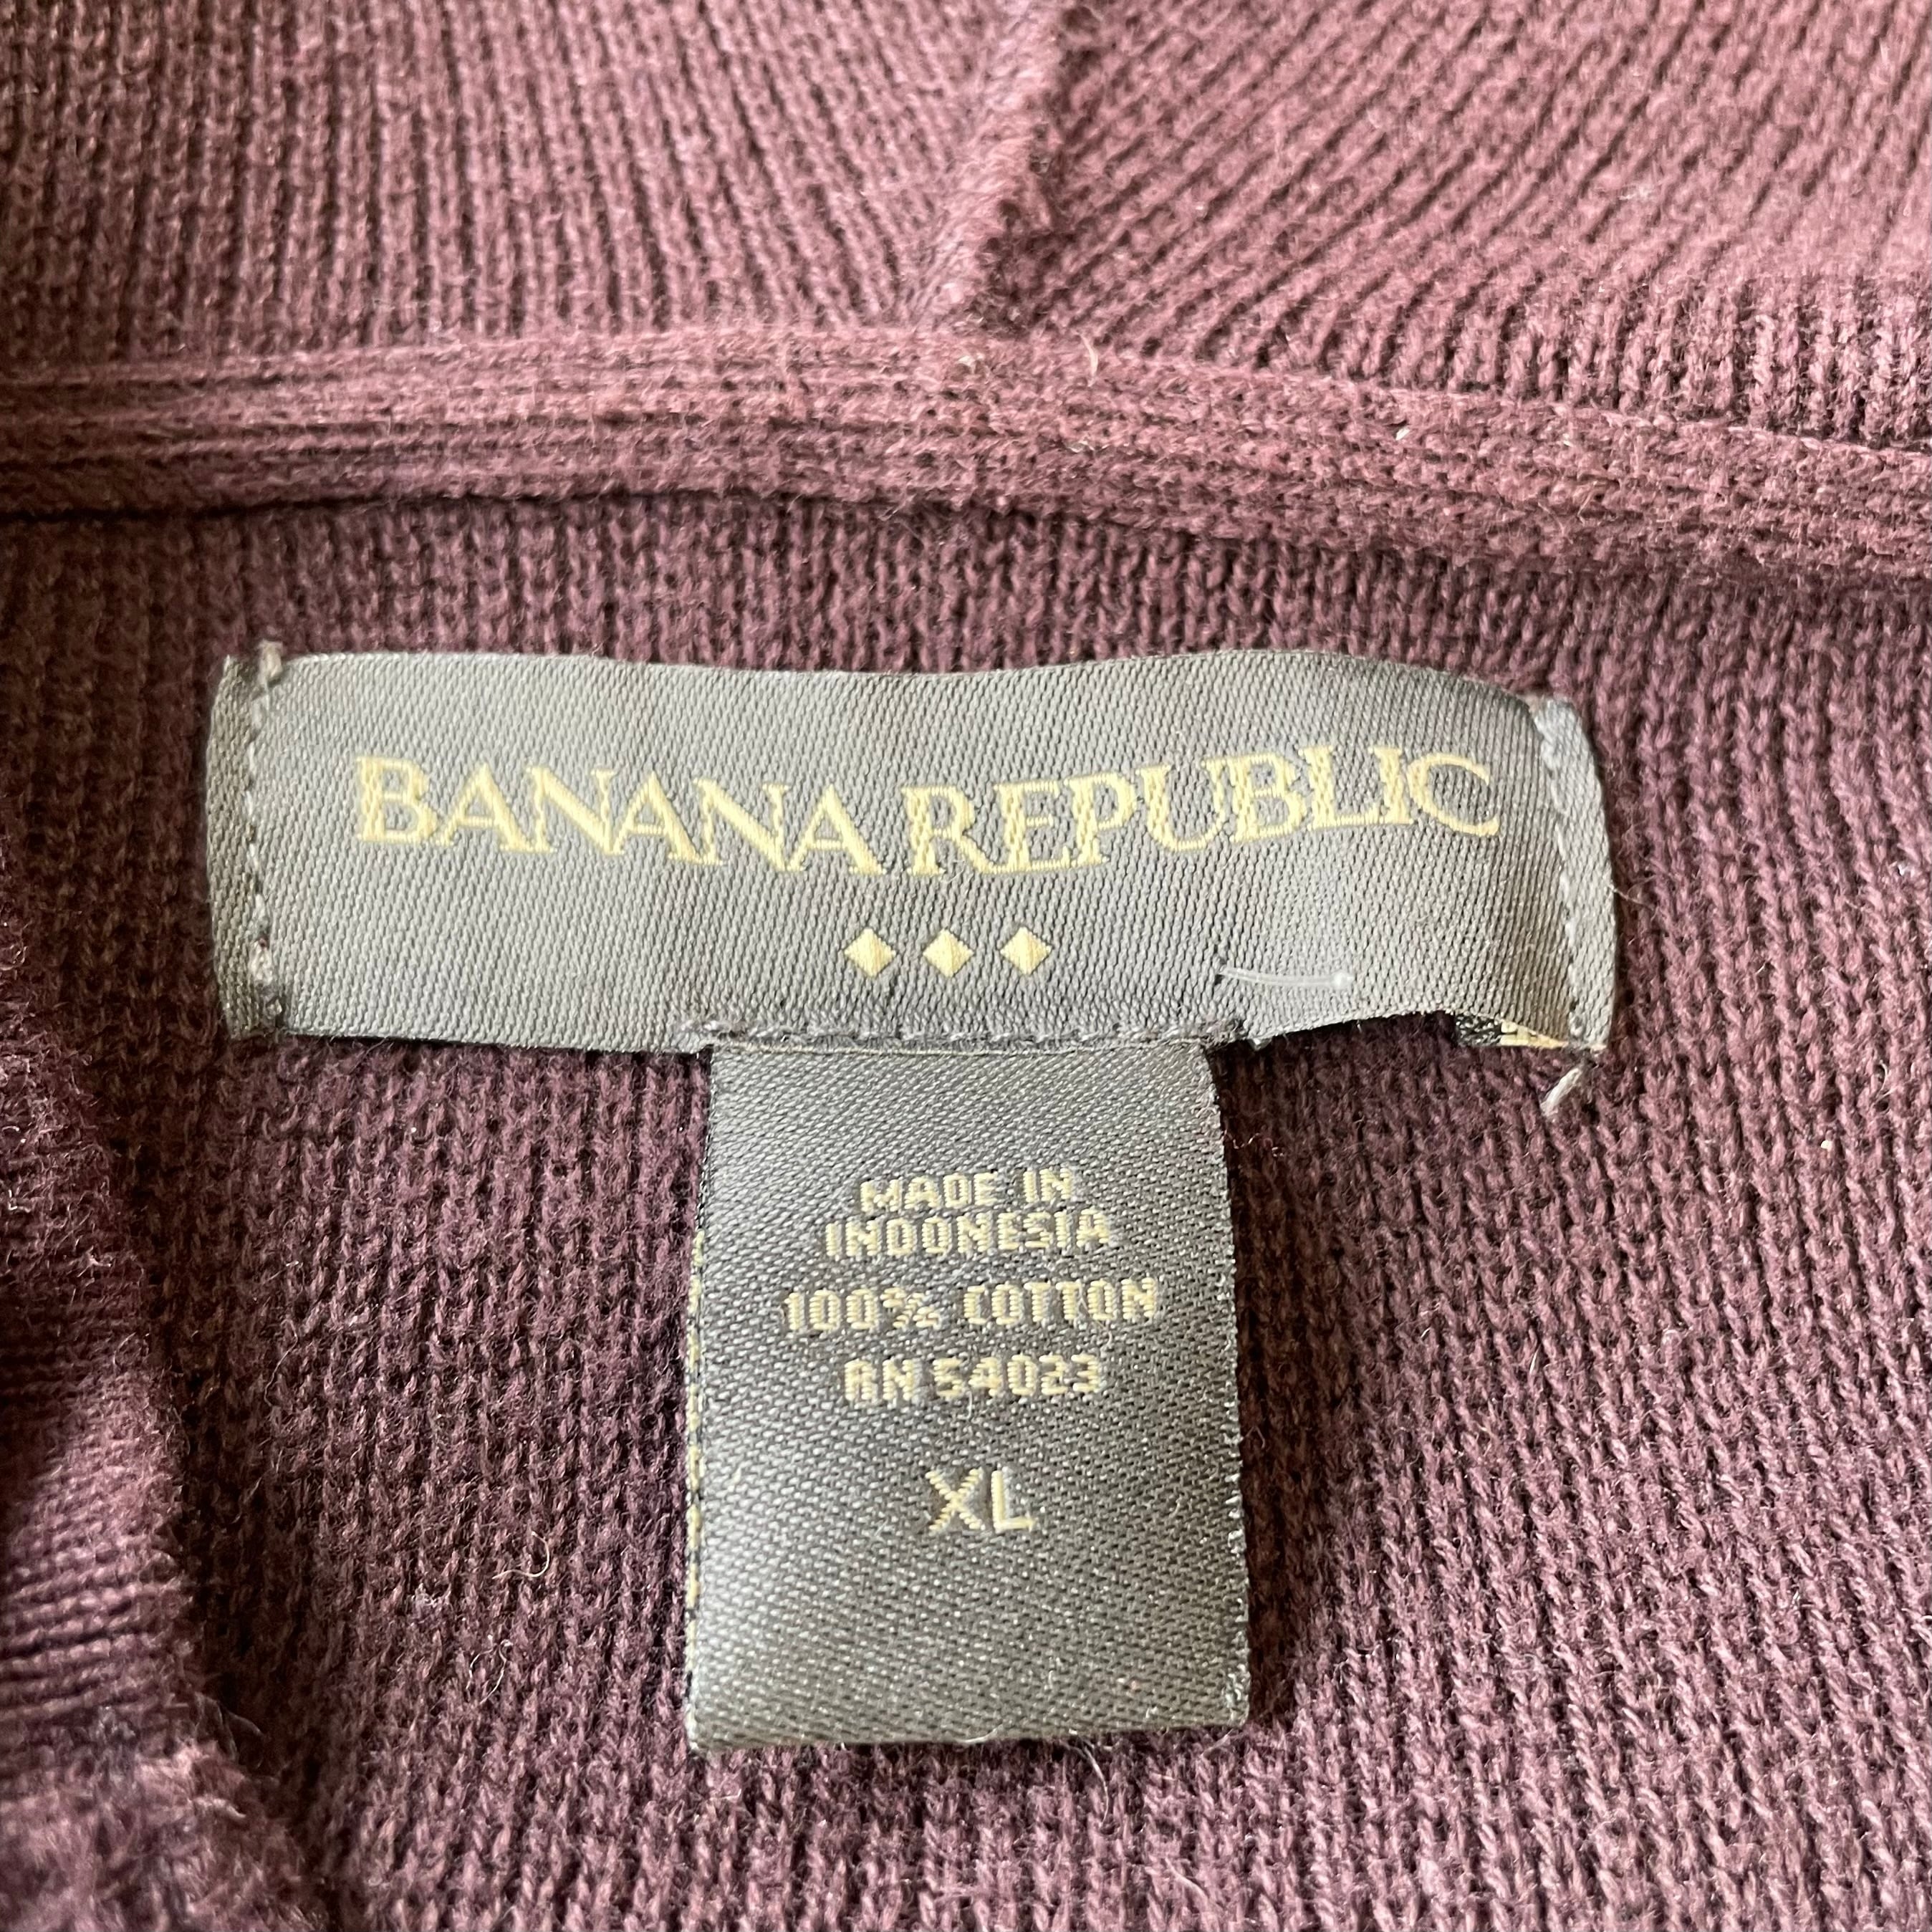 BANANA REPUBLIC
MADE IN
INDONESIA
100% COTTON
RN 54023
XL